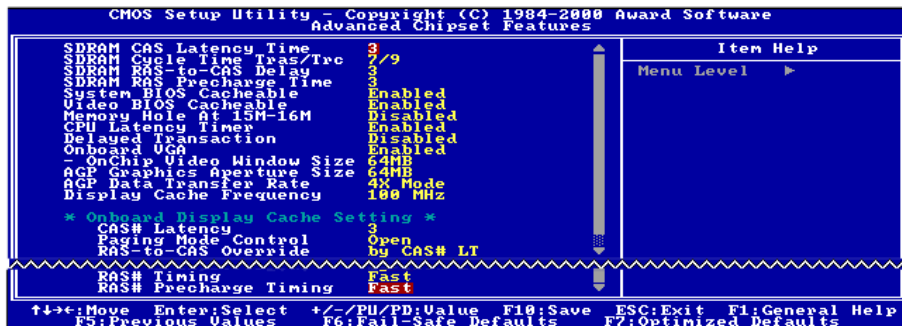 CMOS Setup Utility - Copyright (C) 1984-2000 Award Software
Advanced Chipset Features
SDRAM CAS Latency Time 3
SDRAM Cycle Time Tras/Trc 7/9
SDRAM RAS-to-CAS Delay 3
SDRAM RAS Precharge Time 3
System BIOS Cacheable Enabled
Video BIOS Cacheable Enabled
Memory Hole At 15M-16M Disabled
CPU Latency Timer Enabled
Delayed Transaction Disabled
Onboard VGA Enabled
- OnChip Video Window Size 64MB
AGP Graphics Aperture Size 64MB
AGP Data Transfer Rate 4X Mode
Display Cache Frequency 100 MHz
* Onboard Display Cache Setting *
CAS# Latency 3
Paging Mode Control Open
RAS-to-CAS Override by CAS# LT
RAS# Timing Fast
RAS# Precharge Timing Fast
Item Help
Menu Level ►
↑↓→←:Move Enter:Select +/-/PU/PD:Value F10:Save ESC:Exit F1:General Help
F5:Previous Values F6:Fail-Safe Defaults F7:Optimized Defaults